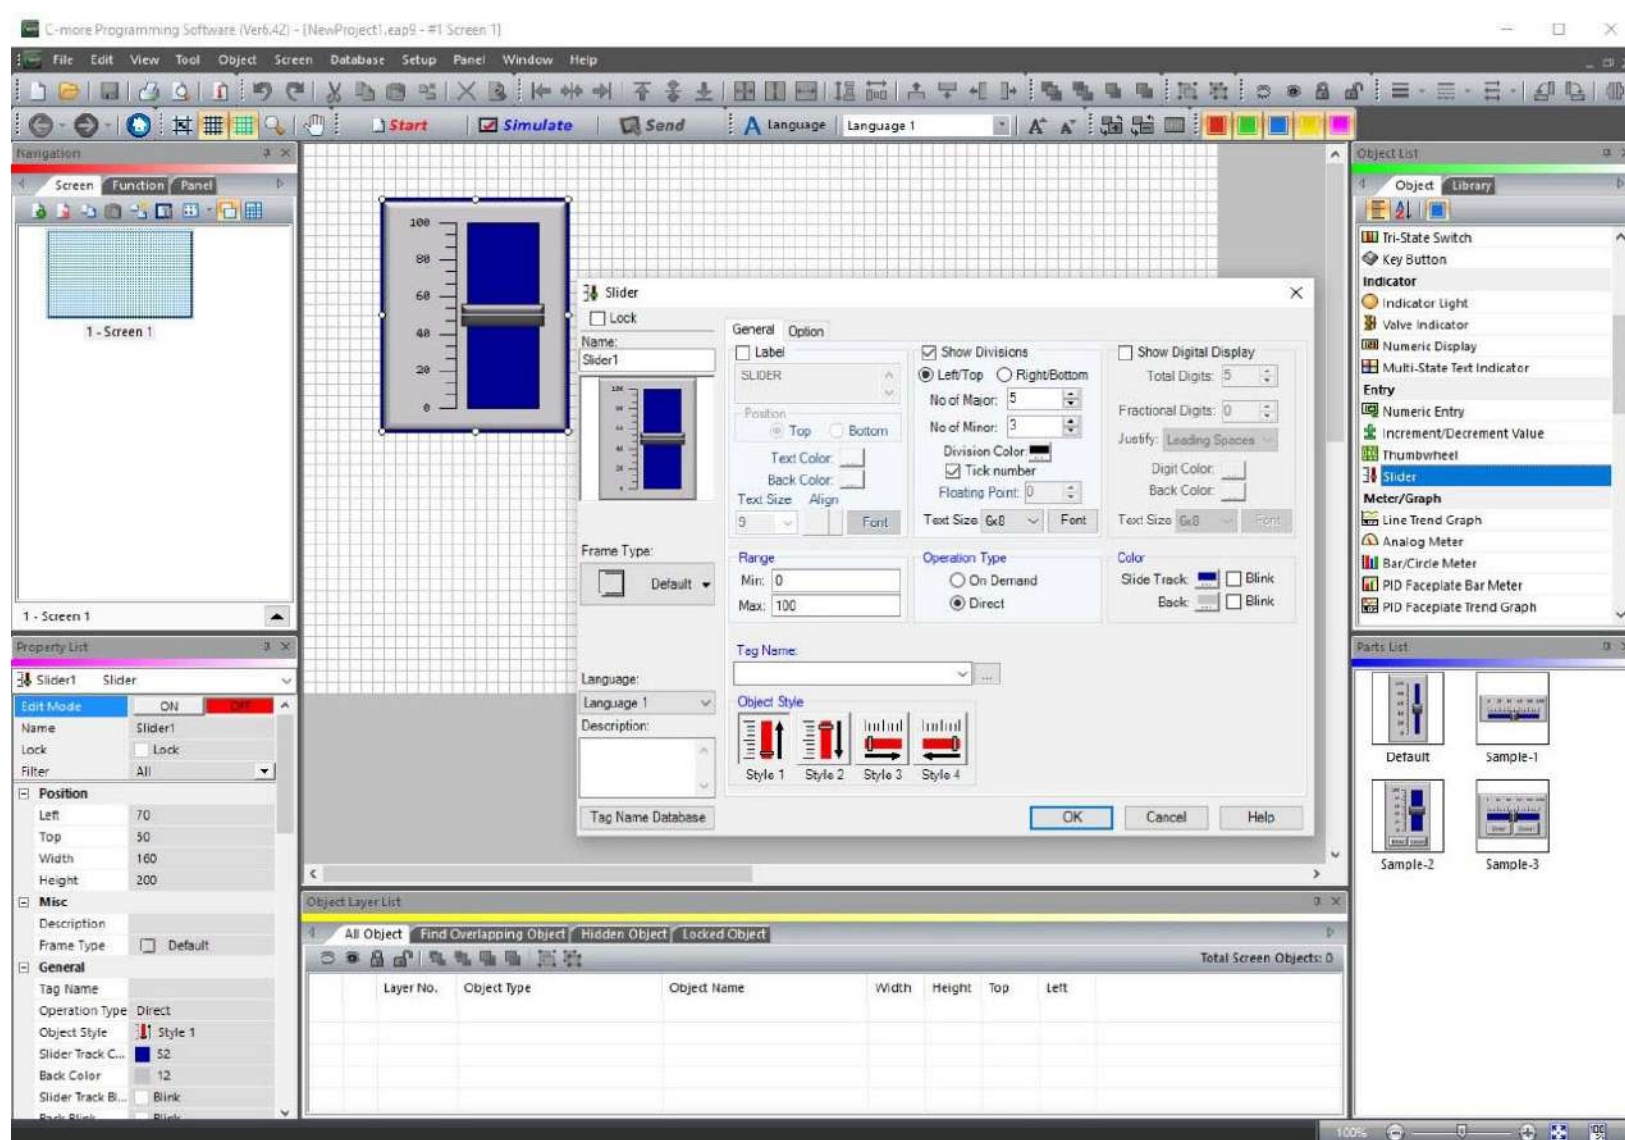 C-more Programming Software (Ver6.42) - [NewProject1.eap9 - #1 Screen 1]
File Edit View Tool Object Screen Database Setup Panel Window Help
Start Simulate Send A Language Language 1
Navigation
Screen Function Panel
1 - Screen 1
1 - Screen 1
Property List
Slider1 Slider
Edit Mode ON OFF
Name Slider1
Lock Lock
Filter All
Position
Left 70
Top 50
Width 160
Height 200
Misc
Description
Frame Type Default
General
Tag Name
Operation Type Direct
Object Style Style 1
Slider Track C... 52
Back Color 12
Slider Track Bl... Blink
Back Blink Blink
100
80
60
40
20
0
Slider
Lock
Name:
Slider1
100
80
60
40
20
0
Frame Type:
Default
Language:
Language 1
Description:
Tag Name Database
General Option
Label
SLIDER
Position
Top Bottom
Text Color: ...
Back Color: ...
Text Size Align
9 Font
Show Divisions
Left/Top Right/Bottom
No of Major: 5
No of Minor: 3
Division Color: ...
Tick number
Floating Point: 0
Text Size 6x8 Font
Show Digital Display
Total Digits: 5
Fractional Digits: 0
Justify: Leading Spaces
Digit Color: ...
Back Color: ...
Text Size 6x8 Font
Range
Min: 0
Max: 100
Operation Type
On Demand
Direct
Color
Slide Track: ... Blink
Back: ... Blink
Tag Name:
...
Object Style
Style 1 Style 2 Style 3 Style 4
OK Cancel Help
Object Layer List
All Object Find Overlapping Object Hidden Object Locked Object
Total Screen Objects: 0
Layer No. Object Type Object Name Width Height Top Left
Object List
Object Library
Tri-State Switch
Key Button
Indicator
Indicator Light
Valve Indicator
Numeric Display
Multi-State Text Indicator
Entry
Numeric Entry
Increment/Decrement Value
Thumbwheel
Slider
Meter/Graph
Line Trend Graph
Analog Meter
Bar/Circle Meter
PID Faceplate Bar Meter
PID Faceplate Trend Graph
Parts List
Default Sample-1
Sample-2 Sample-3
100%